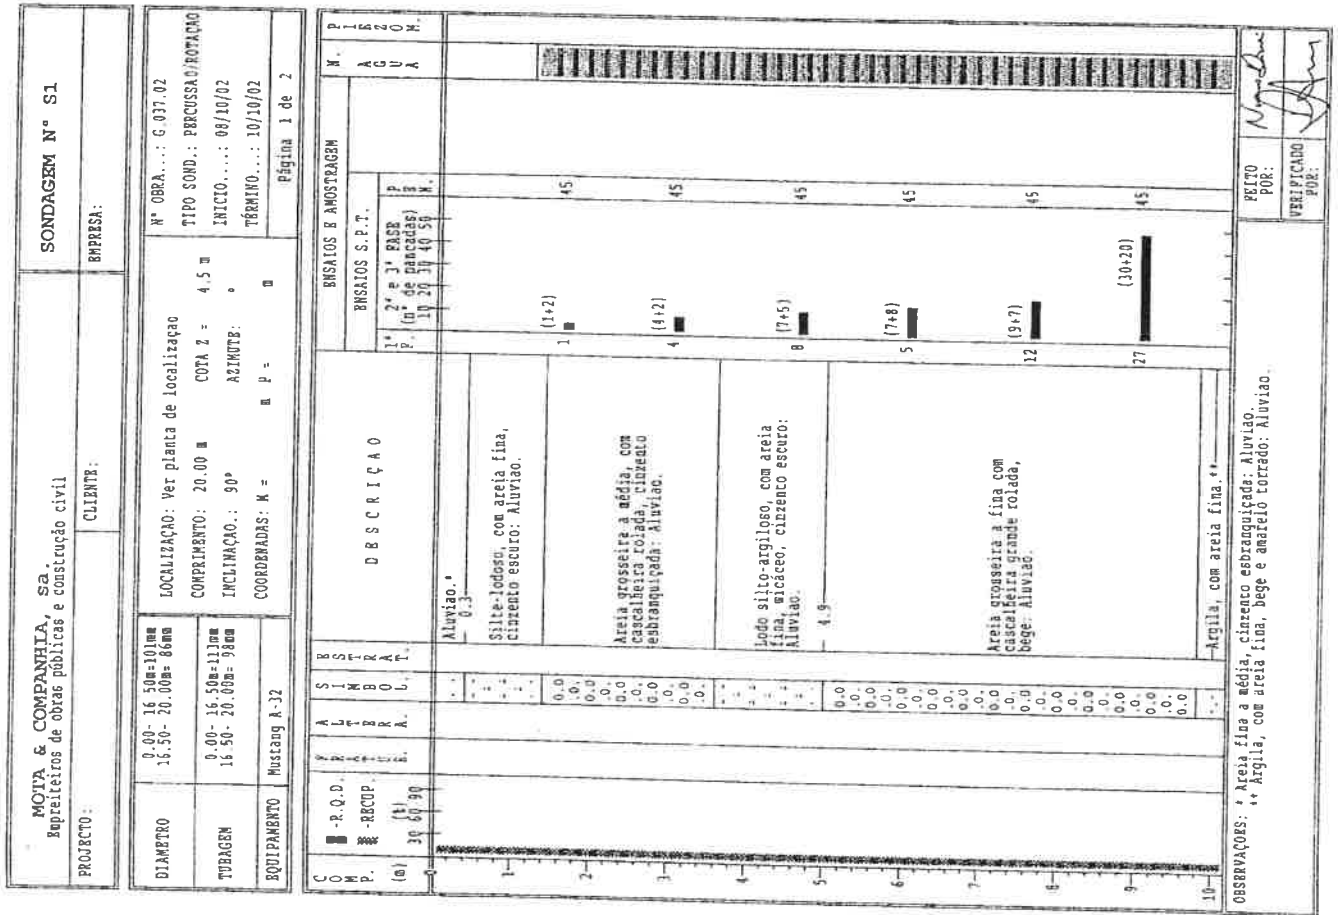 MOTA & COMPANHIA, Sa.
Empreiteiros de obras públicas e construção civil
SONDAGEM N° S1
PROJECTO:
CLIENTE:
EMPRESA:
DIAMETRO
0.00- 16 50m=101mm
16.50- 20.00m= 86mm
TUBAGEM
0.00- 16.50m=113mm
16 50- 20.00m= 98mm
EQUIPAMENTO
Mustang A-32
LOCALIZAÇAO: Ver planta de localizaçao
COMPRIMENTO: 20.00 m COTA Z = 4.5 m
INCLINAÇAO.: 90° AZIMUTE: °
COORDENADAS: M = m P = m
N° OBRA...: G.037.02
TIPO SOND.: PERCUSSAO/ROTAÇAO
INICIO....: 08/10/02
TÉRMINO...: 10/10/02
Página 1 de 2
COMP.
(m)
-R.Q.D.
-RECUP.
(%)
30 60 90
ALTERA.
SIMBOL.
ESTRAT.
D E S C R I Ç A O
ENSAIOS E AMOSTRAGEM
ENSAIOS S.P.T.
1ª P.
2ª e 3ª FASE
(n° de pancadas)
10 20 30 40 50
PEN.
N. AGUA
PIEZOM.
0
Aluviao.*
0.3
Silte-lodoso, com areia fina,
cinzento escuro: Aluviao.
1
1
(1+2)
45
Areia grosseira a média, com
cascalheira rolada, cinzento
esbranquiçada: Aluviao.
2
3
4
(4+2)
45
Lodo silto-argiloso, com areia
fina, micáceo, cinzento escuro:
Aluviao.
4
8
(7+5)
45
4.9
5
Areia grosseira a fina com
cascalheira grande rolada,
bege: Aluviao.
6
5
(7+8)
45
7
12
(9+7)
45
8
9
27
(30+20)
45
10
Argila, com areia fina.**
OBSERVAÇOES: * Areia fina a média, cinzento esbranquiçada: Aluviao.
** Argila, com areia fina, bege e amarelo torrado: Aluviao.
FEITO
POR:
VERIFICADO
POR: